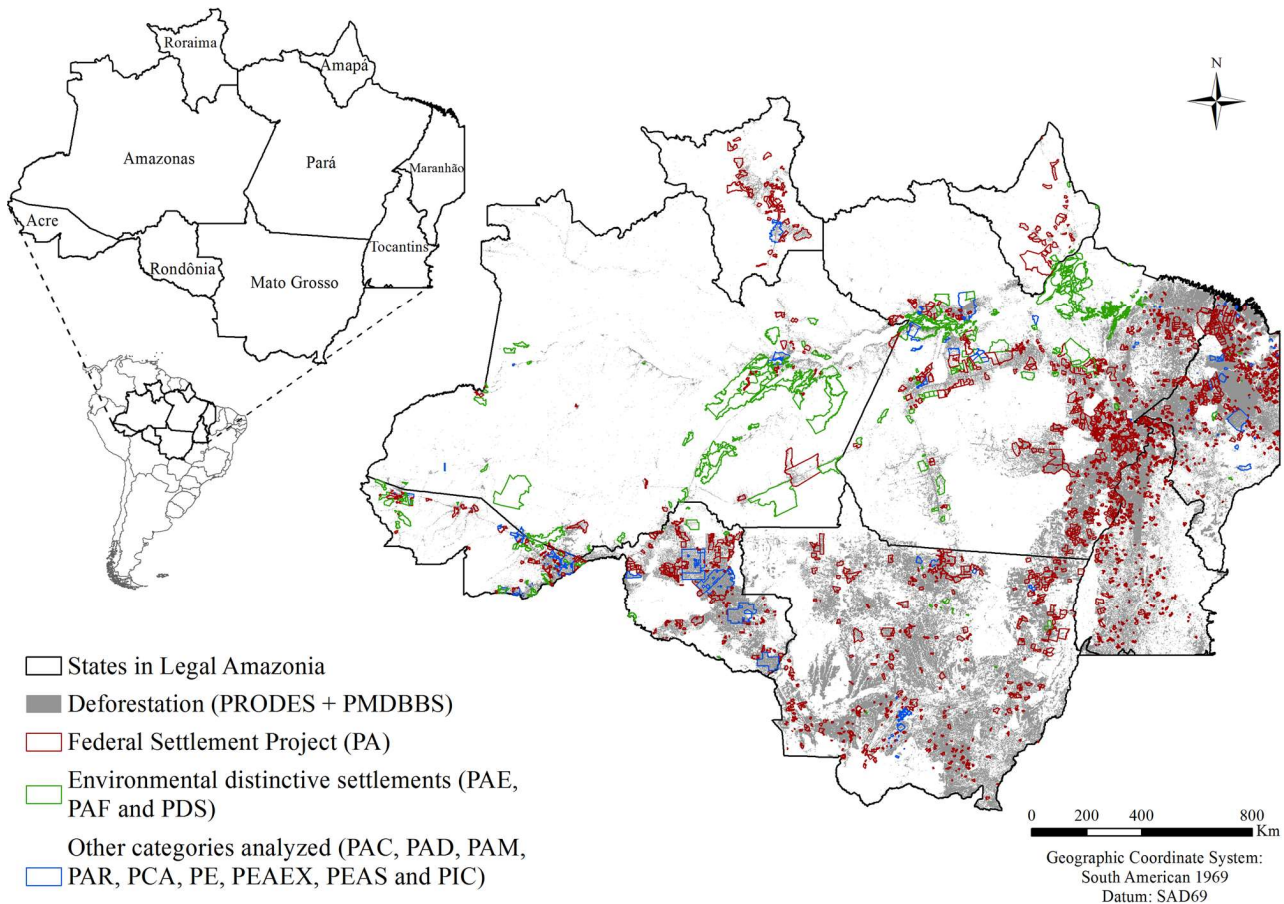 Roraima
Amapá
Amazonas
Pará
Maranhão
Acre
Tocantins
Rondônia
Mato Grosso
N
States in Legal Amazonia
Deforestation (PRODES + PMDBBS)
Federal Settlement Project (PA)
Environmental distinctive settlements (PAE,
PAF and PDS)
Other categories analyzed (PAC, PAD, PAM,
PAR, PCA, PE, PEAEX, PEAS and PIC)
0 200 400 800
Km
Geographic Coordinate System:
South American 1969
Datum: SAD69